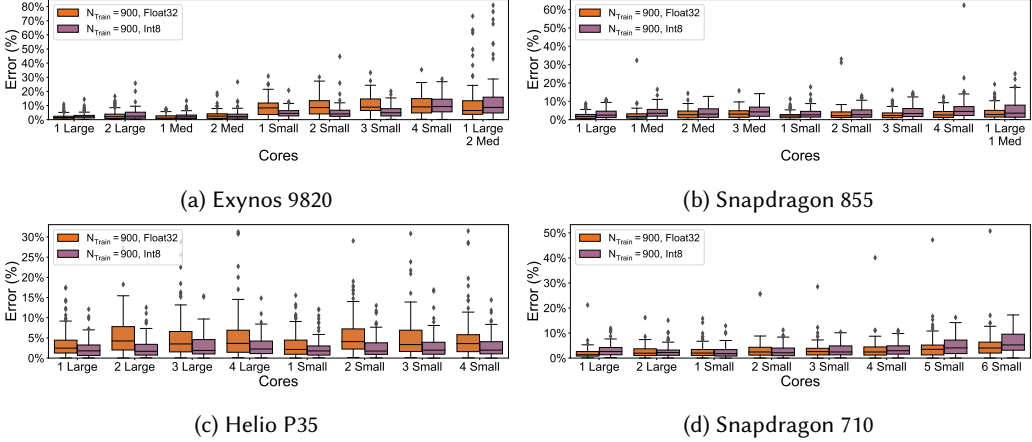 80%
70%
60%
50%
40%
30%
20%
10%
0%
Error (%)
N_Train = 900, Float32
N_Train = 900, Int8
1 Large 2 Large 1 Med 2 Med 1 Small 2 Small 3 Small 4 Small 1 Large
2 Med
Cores
(a) Exynos 9820
60%
50%
40%
30%
20%
10%
0%
Error (%)
N_Train = 900, Float32
N_Train = 900, Int8
1 Large 1 Med 2 Med 3 Med 1 Small 2 Small 3 Small 4 Small 1 Large
1 Med
Cores
(b) Snapdragon 855
30%
25%
20%
15%
10%
5%
0%
Error (%)
N_Train = 900, Float32
N_Train = 900, Int8
1 Large 2 Large 3 Large 4 Large 1 Small 2 Small 3 Small 4 Small
Cores
(c) Helio P35
50%
40%
30%
20%
10%
0%
Error (%)
N_Train = 900, Float32
N_Train = 900, Int8
1 Large 2 Large 1 Small 2 Small 3 Small 4 Small 5 Small 6 Small
Cores
(d) Snapdragon 710